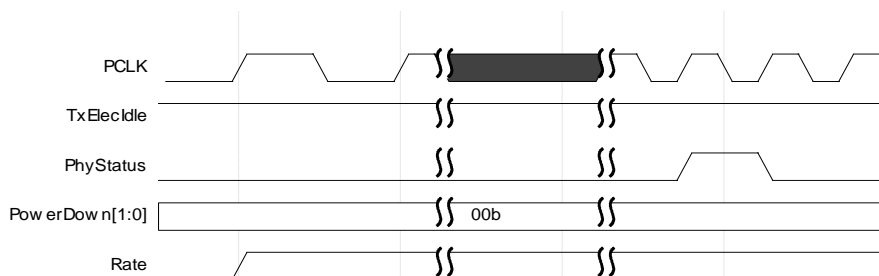 PCLK
TxElecIdle
PhyStatus
PowerDown[1:0]
00b
Rate